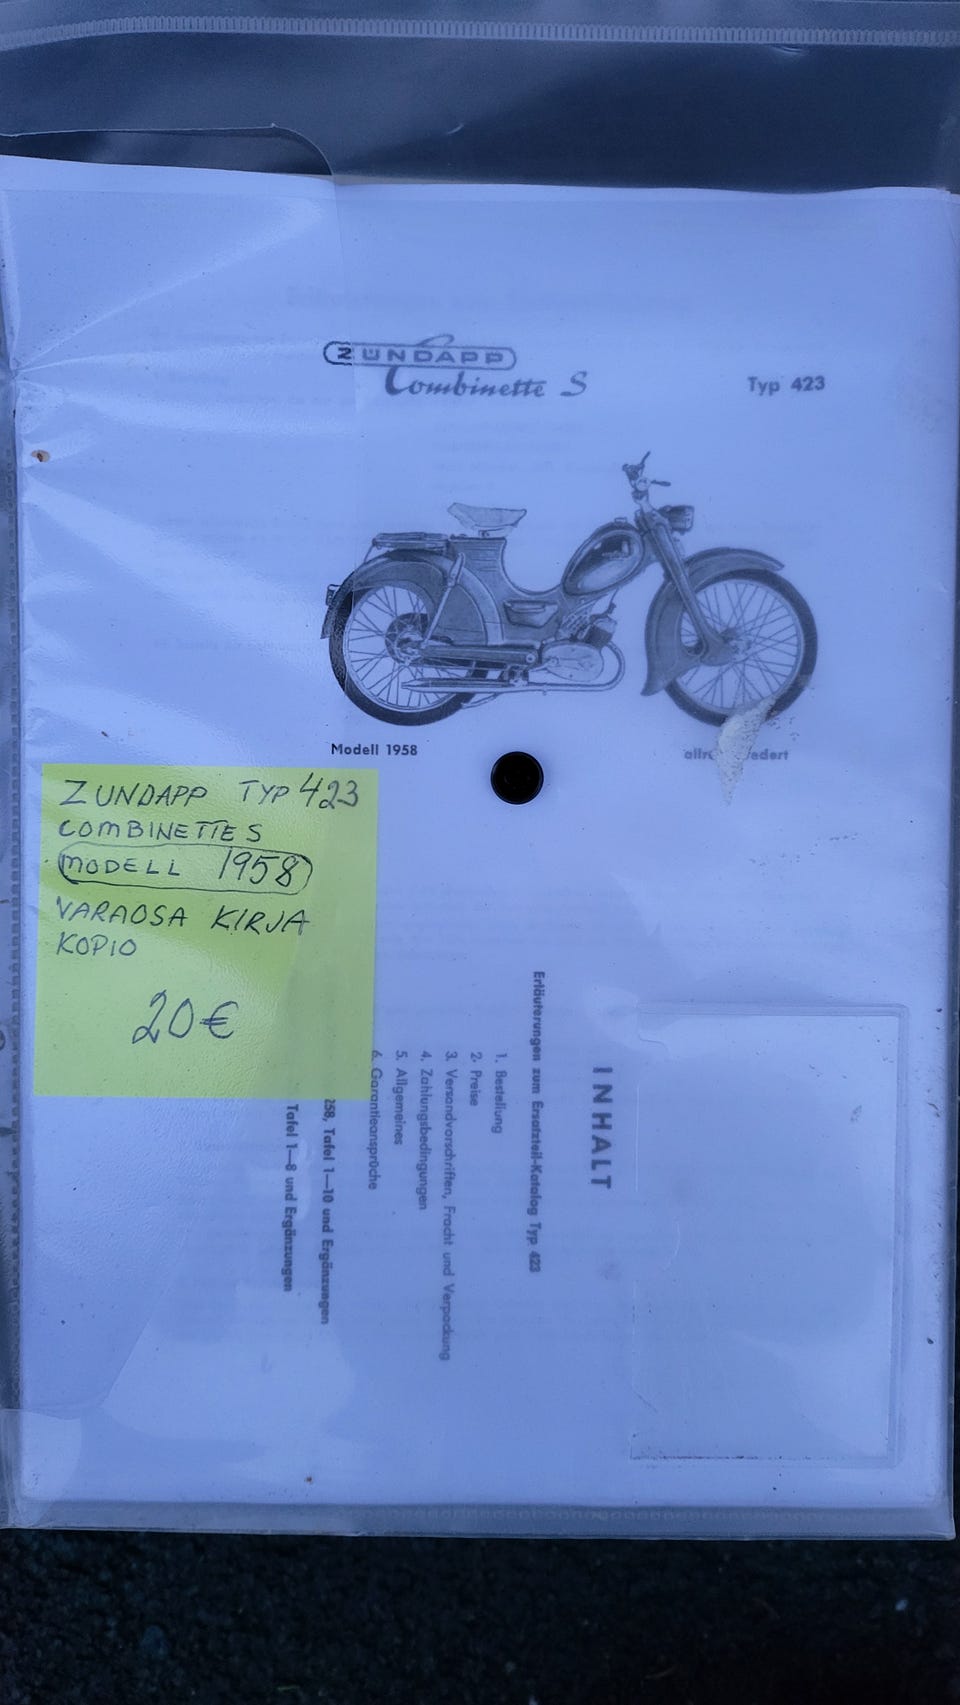 ZÜNDAPP
Combinette S
Typ 423
Modell 1958
ZUNDAPP TYP 423
COMBINETTE S
MODELL 1958
VARAOSA KIRJA
KOPIO
20€
INHALT
Erläuterungen zum Ersatzteil-Katalog Typ 423
1. Bestellung
2. Preise
3. Versandvorschriften, Fracht und Verpackung
4. Zahlungsbedingungen
5. Allgemeines
6. Garantieansprüche
258, Tafel 1—10 und Ergänzungen
Tafel 1—8 und Ergänzungen